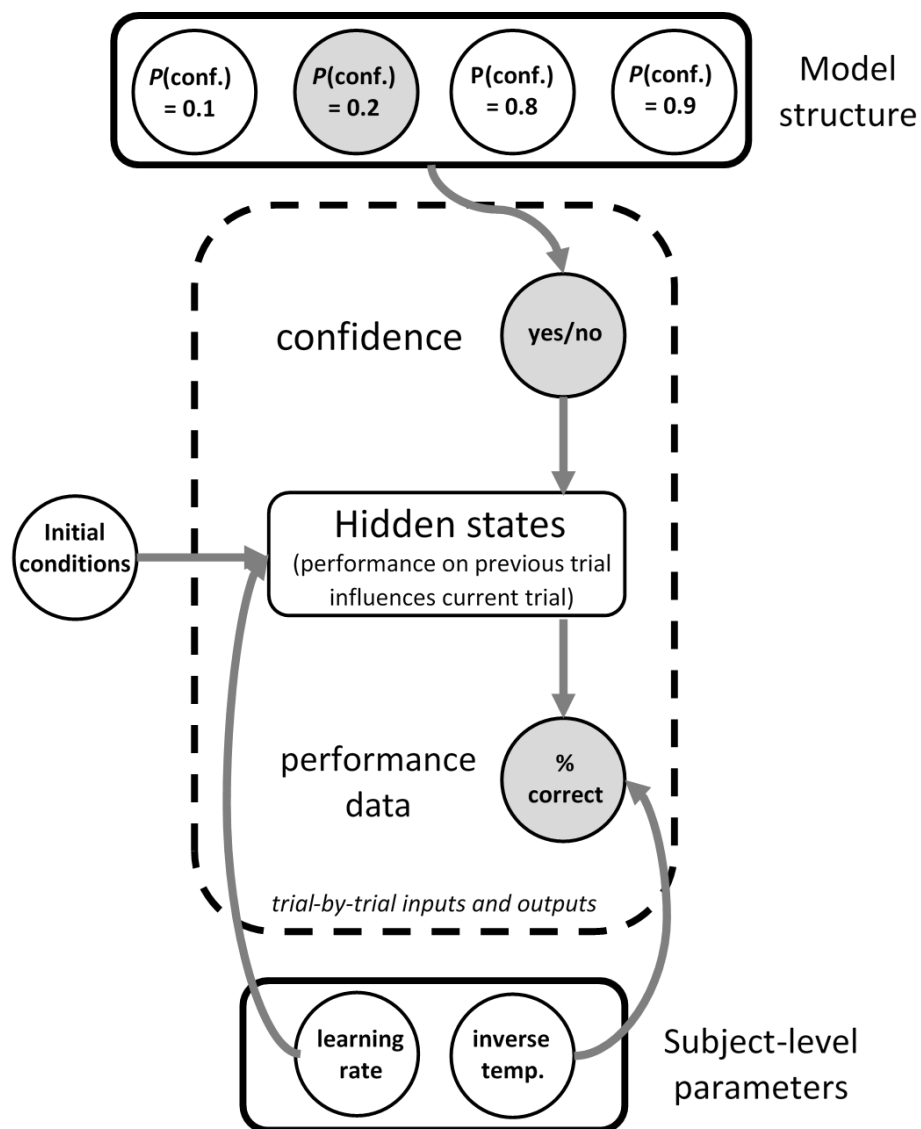 P(conf.)
= 0.1
P(conf.)
= 0.2
P(conf.)
= 0.8
P(conf.)
= 0.9
Model
structure
confidence
yes/no
Initial
conditions
Hidden states
(performance on previous trial
influences current trial)
performance
data
%
correct
trial-by-trial inputs and outputs
learning
rate
inverse
temp.
Subject-level
parameters